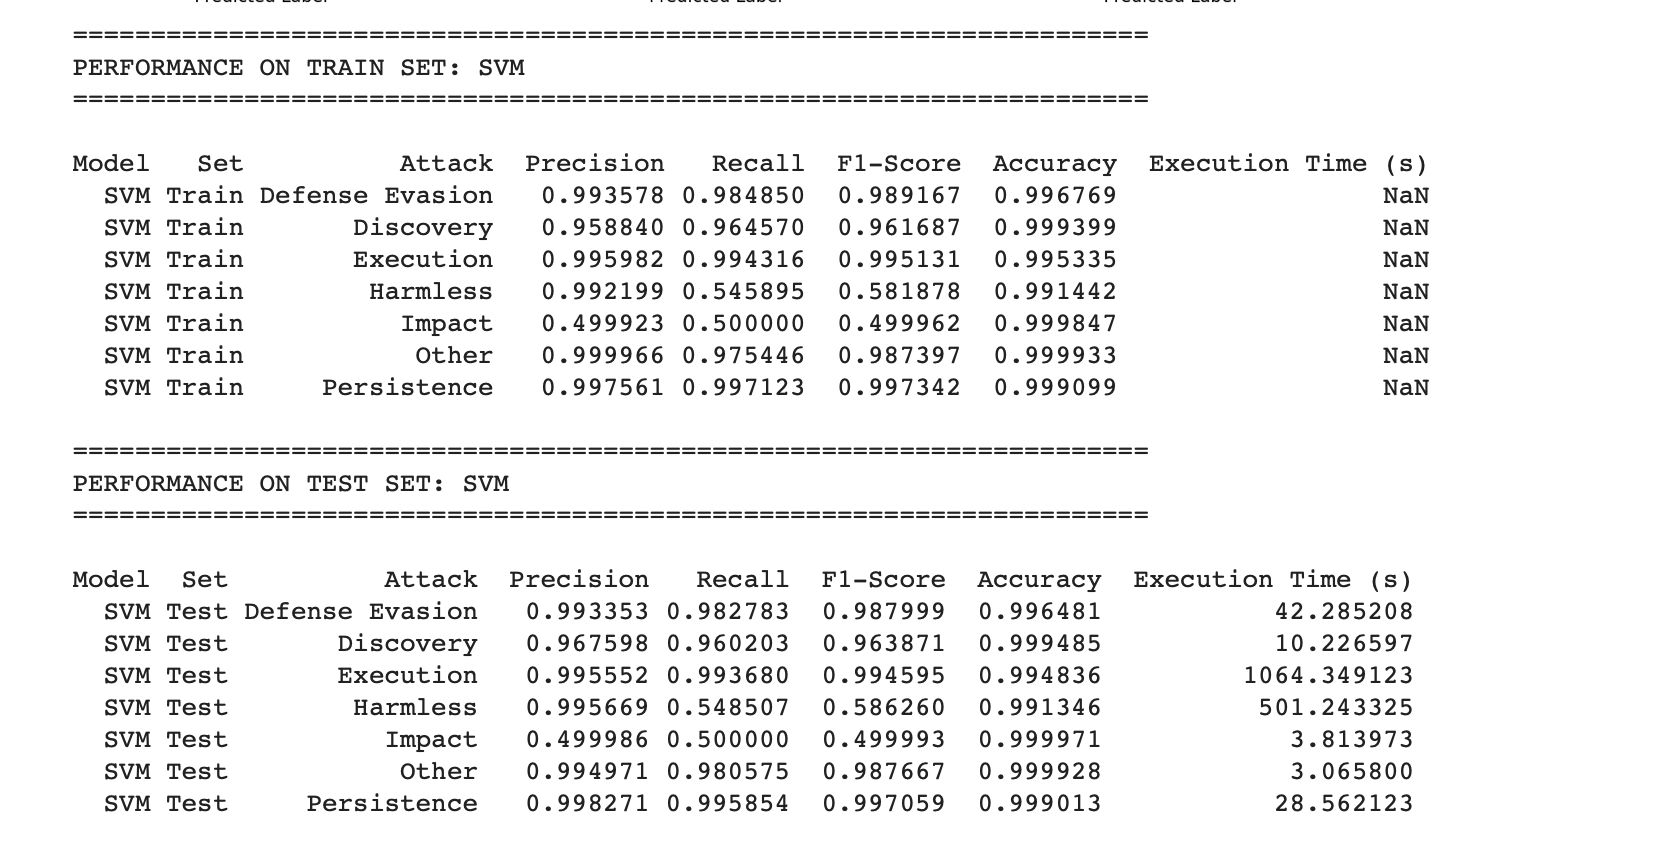 Predicted Label Predicted Label Predicted Label
=====================================================================
PERFORMANCE ON TRAIN SET: SVM
=====================================================================
Model Set Attack Precision Recall F1-Score Accuracy Execution Time (s)
SVM Train Defense Evasion 0.993578 0.984850 0.989167 0.996769 NaN
SVM Train Discovery 0.958840 0.964570 0.961687 0.999399 NaN
SVM Train Execution 0.995982 0.994316 0.995131 0.995335 NaN
SVM Train Harmless 0.992199 0.545895 0.581878 0.991442 NaN
SVM Train Impact 0.499923 0.500000 0.499962 0.999847 NaN
SVM Train Other 0.999966 0.975446 0.987397 0.999933 NaN
SVM Train Persistence 0.997561 0.997123 0.997342 0.999099 NaN
=====================================================================
PERFORMANCE ON TEST SET: SVM
=====================================================================
Model Set Attack Precision Recall F1-Score Accuracy Execution Time (s)
SVM Test Defense Evasion 0.993353 0.982783 0.987999 0.996481 42.285208
SVM Test Discovery 0.967598 0.960203 0.963871 0.999485 10.226597
SVM Test Execution 0.995552 0.993680 0.994595 0.994836 1064.349123
SVM Test Harmless 0.995669 0.548507 0.586260 0.991346 501.243325
SVM Test Impact 0.499986 0.500000 0.499993 0.999971 3.813973
SVM Test Other 0.994971 0.980575 0.987667 0.999928 3.065800
SVM Test Persistence 0.998271 0.995854 0.997059 0.999013 28.562123